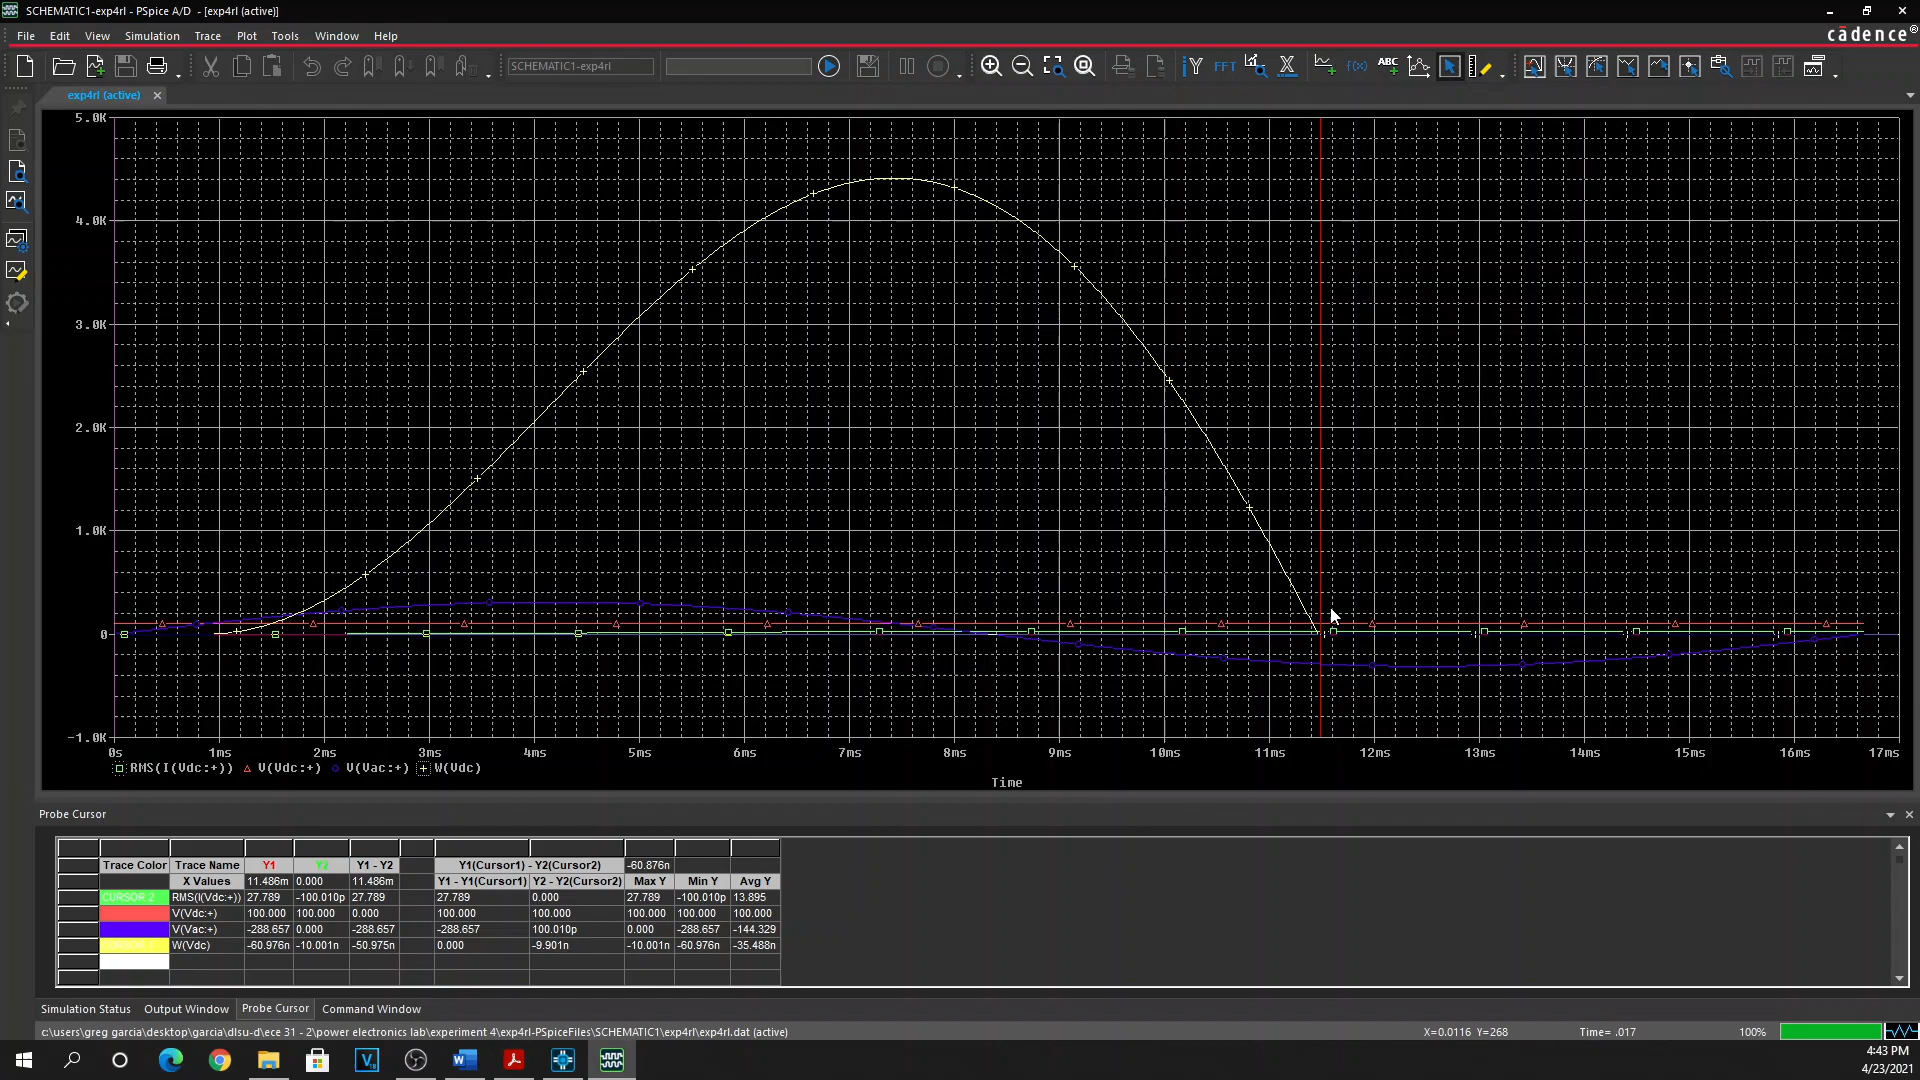 SCHEMATIC1-exp4rl - PSpice A/D - [exp4rl (active)]
File Edit View Simulation Trace Plot Tools Window Help
cādence®
SCHEMATIC1-exp4rl
Y FFT X f(x) ABC
exp4rl (active)
5.0K
4.0K
3.0K
2.0K
1.0K
0
-1.0K
0s 1ms 2ms 3ms 4ms 5ms 6ms 7ms 8ms 9ms 10ms 11ms 12ms 13ms 14ms 15ms 16ms 17ms
RMS(I(Vdc:+)) V(Vdc:+) V(Vac:+) W(Vdc)
Time
Probe Cursor
Trace Color Trace Name Y1 Y2 Y1 - Y2 Y1(Cursor1) - Y2(Cursor2) -60.876n
X Values 11.486m 0.000 11.486m Y1 - Y1(Cursor1) Y2 - Y2(Cursor2) Max Y Min Y Avg Y
CURSOR 2 RMS(I(Vdc:+)) 27.789 -100.010p 27.789 27.789 0.000 27.789 -100.010p 13.895
V(Vdc:+) 100.000 100.000 0.000 100.000 100.000 100.000 100.000 100.000
V(Vac:+) -288.657 0.000 -288.657 -288.657 100.010p 0.000 -288.657 -144.329
W(Vdc) -60.976n -10.001n -50.975n 0.000 -9.901n -10.001n -60.976n -35.488n
Simulation Status Output Window Probe Cursor Command Window
c:\users\greg garcia\desktop\garcia\dlsu-d\ece 31 - 2\power electronics lab\experiment 4\exp4rl-PSpiceFiles\SCHEMATIC1\exp4rl\exp4rl.dat (active) X=0.0116 Y=268 Time= .017 100%
4:43 PM
4/23/2021